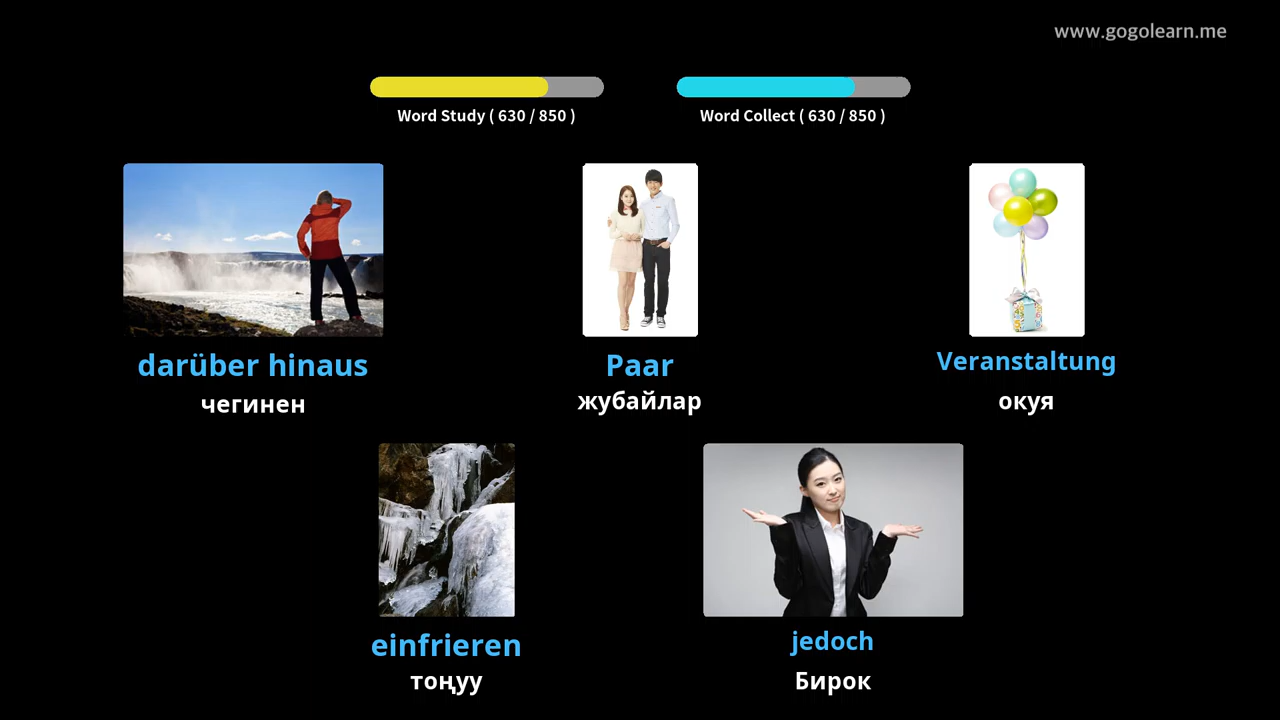 www.gogolearn.me
Word Study ( 630 / 850 )
Word Collect ( 630 / 850 )
darüber hinaus
чегинен
Paar
жубайлар
Veranstaltung
окуя
einfrieren
тоңуу
jedoch
Бирок